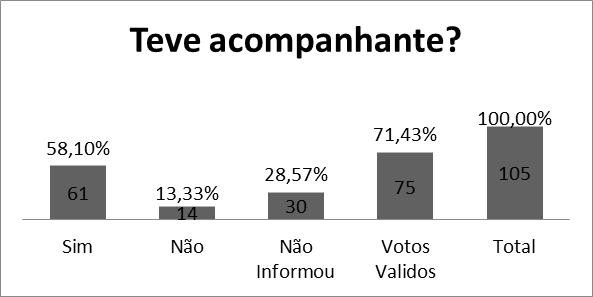 Teve acompanhante?
58,10%
61
Sim
13,33%
14
Não
28,57%
30
Não
Informou
71,43%
75
Votos
Validos
100,00%
105
Total